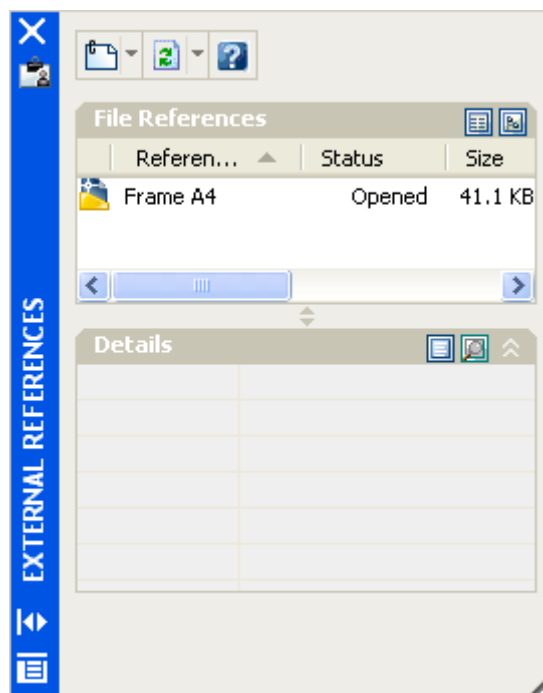 EXTERNAL REFERENCES
File References
Referen... Status Size
Frame A4 Opened 41.1 KB
Details